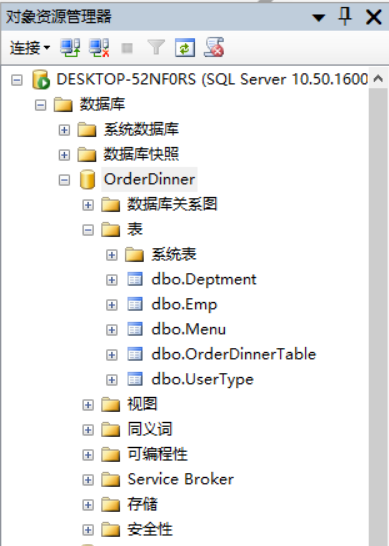 对象资源管理器
连接
DESKTOP-52NF0RS (SQL Server 10.50.1600
数据库
系统数据库
数据库快照
OrderDinner
数据库关系图
表
系统表
dbo.Deptment
dbo.Emp
dbo.Menu
dbo.OrderDinnerTable
dbo.UserType
视图
同义词
可编程性
Service Broker
存储
安全性